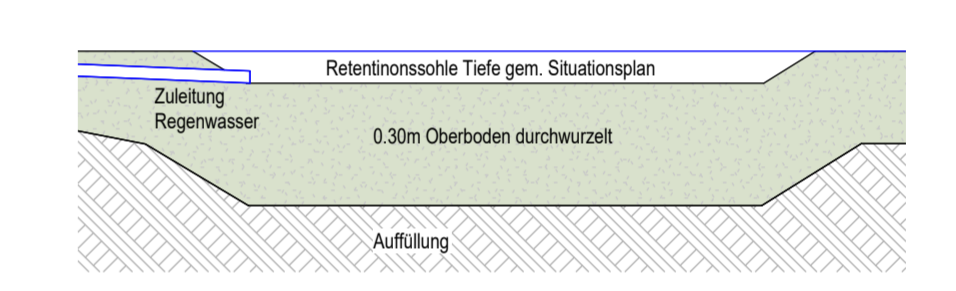 Retentinonssohle Tiefe gem. Situationsplan
Zuleitung
Regenwasser
0.30m Oberboden durchwurzelt
Auffüllung